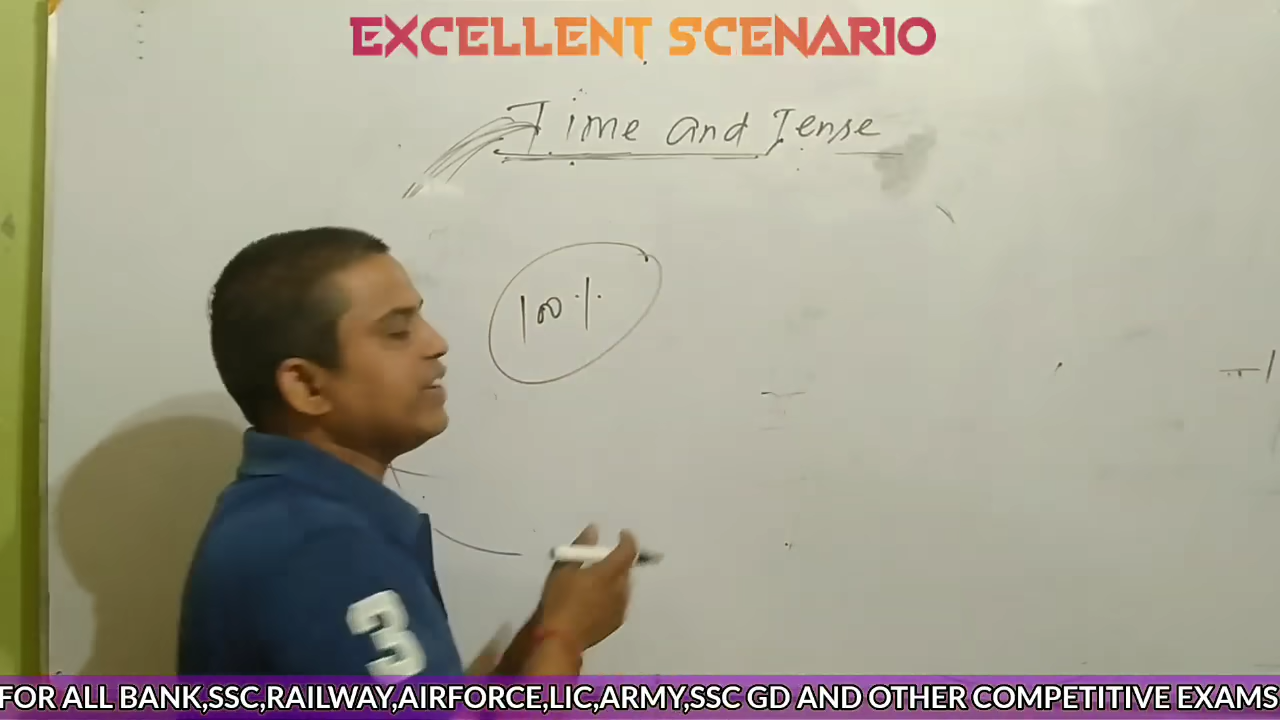 EXCELLENT SCENARIO
Time and Tense
100%
3
FOR ALL BANK,SSC,RAILWAY,AIRFORCE,LIC,ARMY,SSC GD AND OTHER COMPETITIVE EXAMS